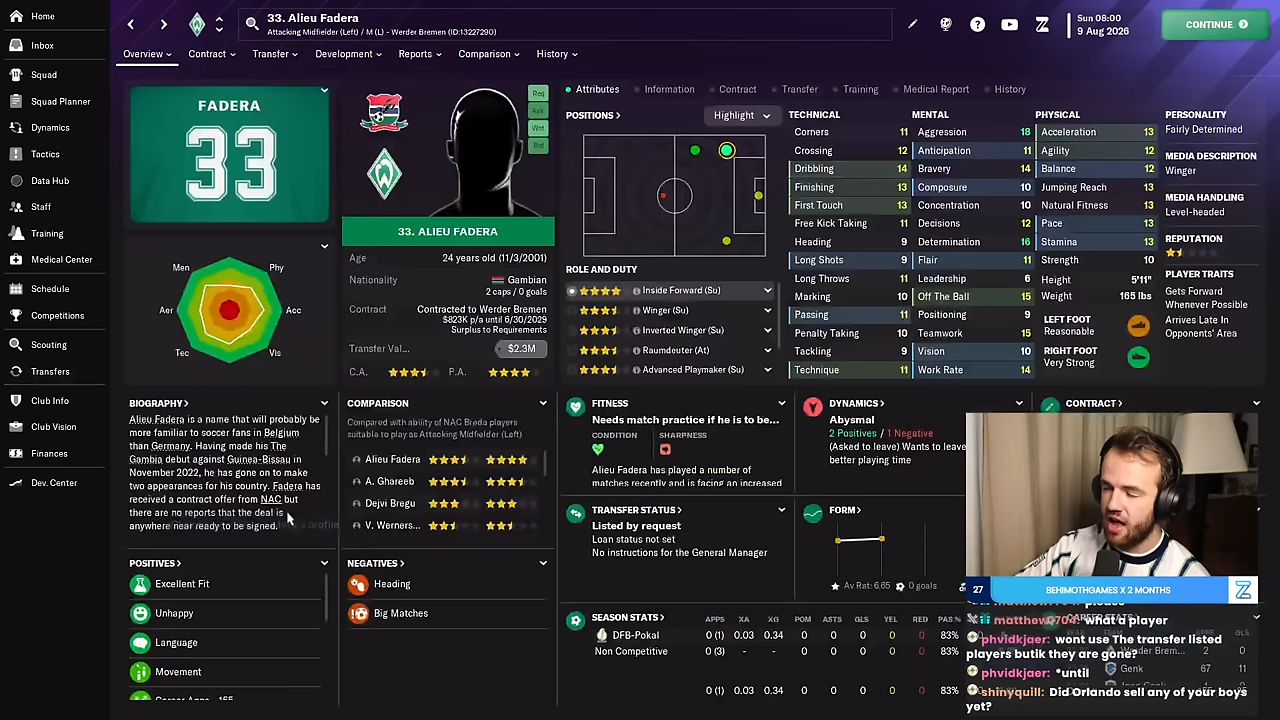 Home
Inbox
Squad
Squad Planner
Dynamics
Tactics
Data Hub
Staff
Training
Medical Center
Schedule
Competitions
Scouting
Transfers
Club Info
Club Vision
Finances
Dev. Center
33. Alieu Fadera
Attacking Midfielder (Left) / M (L) - Werder Bremen (ID:13227290)
Sun 08:00
9 Aug 2026
CONTINUE
Overview
Contract
Transfer
Development
Reports
Comparison
History
FADERA
33
Req
Wnt
Bid
33. ALIEU FADERA
Age 24 years old (11/3/2001)
Nationality Gambian
2 caps / 0 goals
Contract Contracted to Werder Bremen
$823K p/a until 6/30/2029
Surplus to Requirements
Transfer Val... $2.3M
C.A. P.A.
Men Phy
Aer Acc
Tec Vis
Attributes Information Contract Transfer Training Medical Report History
POSITIONS >
Highlight
ROLE AND DUTY
Inside Forward (Su)
Winger (Su)
Inverted Winger (Su)
Raumdeuter (At)
Advanced Playmaker (Su)
TECHNICAL
Corners 11
Crossing 12
Dribbling 14
Finishing 13
First Touch 13
Free Kick Taking 11
Heading 9
Long Shots 9
Long Throws 11
Marking 10
Passing 11
Penalty Taking 10
Tackling 9
Technique 11
MENTAL
Aggression 18
Anticipation 11
Bravery 14
Composure 10
Concentration 10
Decisions 12
Determination 16
Flair 11
Leadership 6
Off The Ball 15
Positioning 9
Teamwork 15
Vision 10
Work Rate 14
PHYSICAL
Acceleration 13
Agility 12
Balance 12
Jumping Reach 13
Natural Fitness 13
Pace 13
Stamina 13
Strength 10
Height 5'11"
Weight 165 lbs
LEFT FOOT
Reasonable
RIGHT FOOT
Very Strong
PERSONALITY
Fairly Determined
MEDIA DESCRIPTION
Winger
MEDIA HANDLING
Level-headed
REPUTATION
PLAYER TRAITS
Gets Forward
Whenever Possible
Arrives Late In
Opponents' Area
BIOGRAPHY >
Alieu Fadera is a name that will probably be
more familiar to soccer fans in Belgium
than Germany. Having made his The
Gambia debut against Guinea-Bissau in
November 2022, he has gone on to make
two appearances for his country. Fadera has
received a contract offer from NAC but
there are no reports that the deal is
anywhere near ready to be signed.
COMPARISON
Compared with ability of NAC Breda players
suitable to play as Attacking Midfielder (Left)
Alieu Fadera
A. Ghareeb
Dejvi Bregu
V. Werners...
FITNESS >
Needs match practice if he is to be...
CONDITION SHARPNESS
Alieu Fadera has played a number of
matches recently and is facing an increased
DYNAMICS >
Abysmal
2 Positives / 1 Negative
(Asked to leave) Wants to leave
better playing time
CONTRACT >
TRANSFER STATUS >
Listed by request
Loan status not set
No instructions for the General Manager
FORM >
Av Rat: 6.65 0 goals
POSITIVES >
Excellent Fit
Unhappy
Language
Movement
NEGATIVES >
Heading
Big Matches
SEASON STATS > APPS XA XG POM ASTS GLS YEL RED PAS%
DFB-Pokal 0 (1) 0.03 0.34 0 0 0 0 0 83%
Non Competitive 0 (3) - - 0 0 0 0 0 83%
0 (1) 0.03 0.34 0 0 0 0 0 83%
27 BEHIMOTHGAMES X 2 MONTHS
matthew704: what a player
phvidkjaer: wont use The transfer listed
players butik they are gone?
phvidkjaer: *until
shinyquill: Did Orlando sell any of your boys
yet?
Werder Brem... 2 0
Genk 67 11